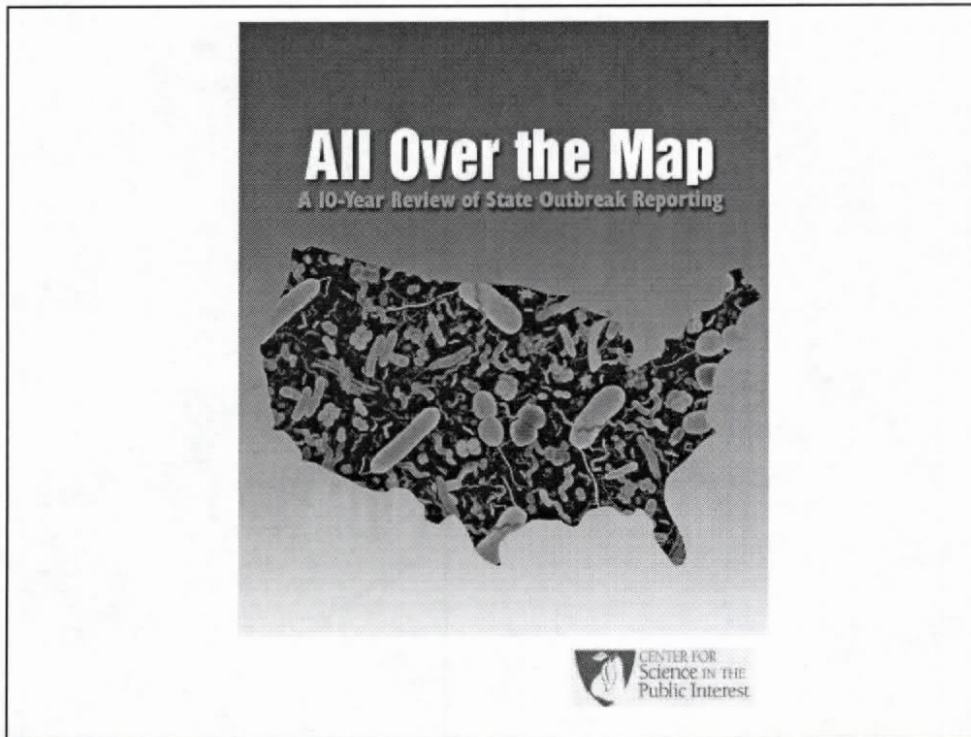 All Over the Map
A 10-Year Review of State Outbreak Reporting
CENTER FOR
Science IN THE
Public Interest